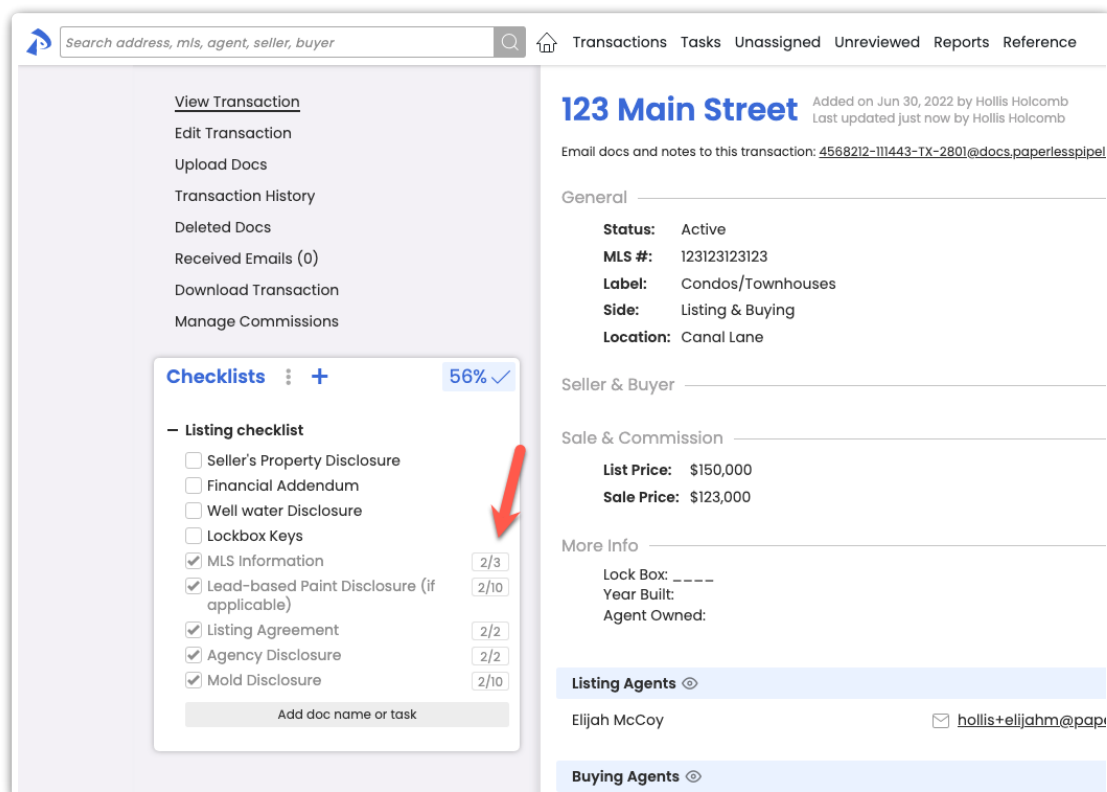 Search address, mls, agent, seller, buyer
Transactions Tasks Unassigned Unreviewed Reports Reference
View Transaction
Edit Transaction
Upload Docs
Transaction History
Deleted Docs
Received Emails (0)
Download Transaction
Manage Commissions
Checklists 56%
Listing checklist
Seller's Property Disclosure
Financial Addendum
Well water Disclosure
Lockbox Keys
MLS Information 2/3
Lead-based Paint Disclosure (if 2/10
applicable)
Listing Agreement 2/2
Agency Disclosure 2/2
Mold Disclosure 2/10
Add doc name or task
123 Main Street
Added on Jun 30, 2022 by Hollis Holcomb
Last updated just now by Hollis Holcomb
Email docs and notes to this transaction: 4568212-111443-TX-2801@docs.paperlesspipel
General
Status: Active
MLS #: 123123123123
Label: Condos/Townhouses
Side: Listing & Buying
Location: Canal Lane
Seller & Buyer
Sale & Commission
List Price: $150,000
Sale Price: $123,000
More Info
Lock Box: ____
Year Built:
Agent Owned:
Listing Agents
Elijah McCoy hollis+elijahm@pape
Buying Agents